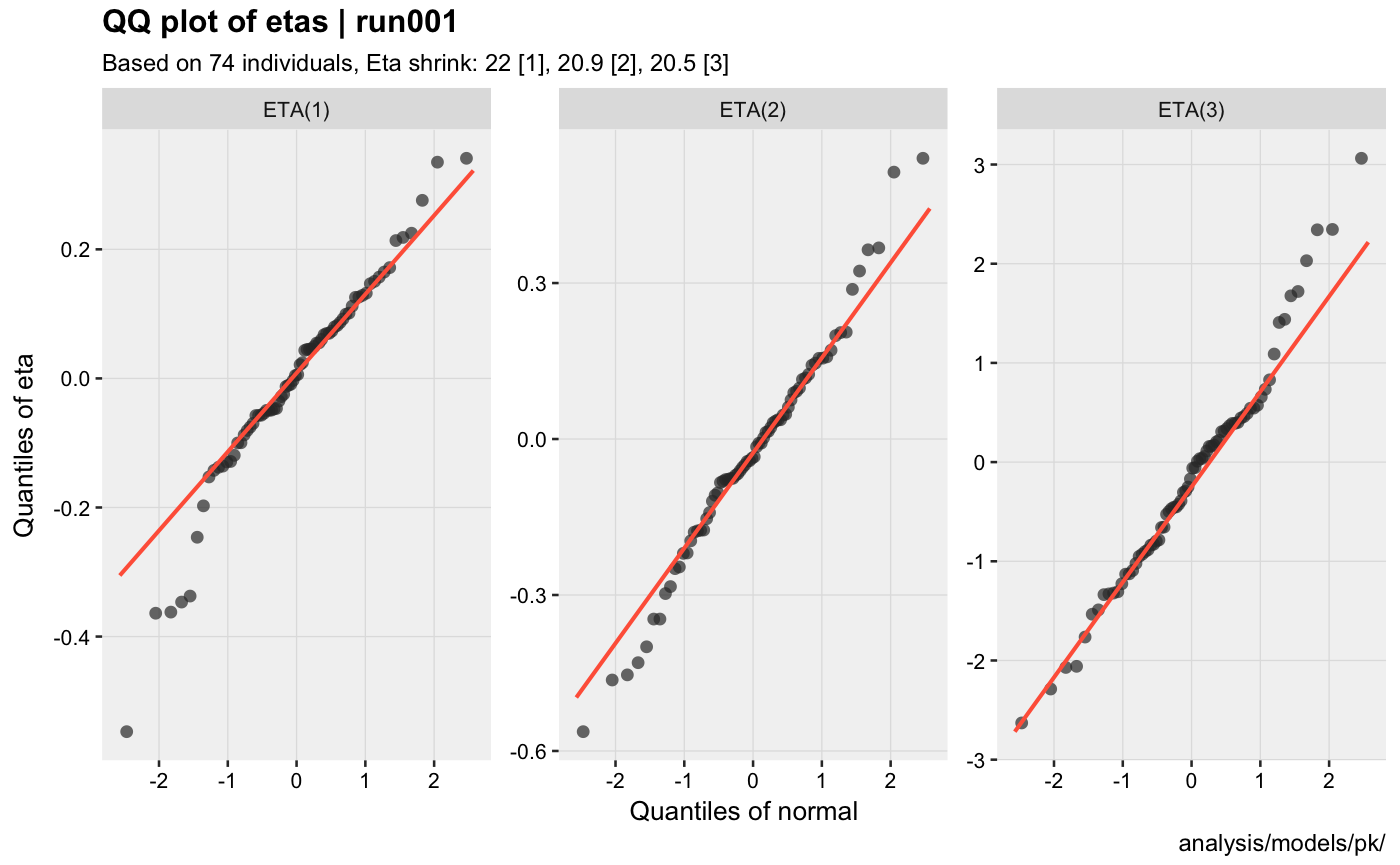 QQ plot of etas | run001
Based on 74 individuals, Eta shrink: 22 [1], 20.9 [2], 20.5 [3]
ETA(1)
ETA(2)
ETA(3)
Quantiles of eta
0.2
0.0
-0.2
-0.4
0.3
0.0
-0.3
-0.6
3
2
1
0
-1
-2
-3
-2 -1 0 1 2
-2 -1 0 1 2
-2 -1 0 1 2
Quantiles of normal
analysis/models/pk/